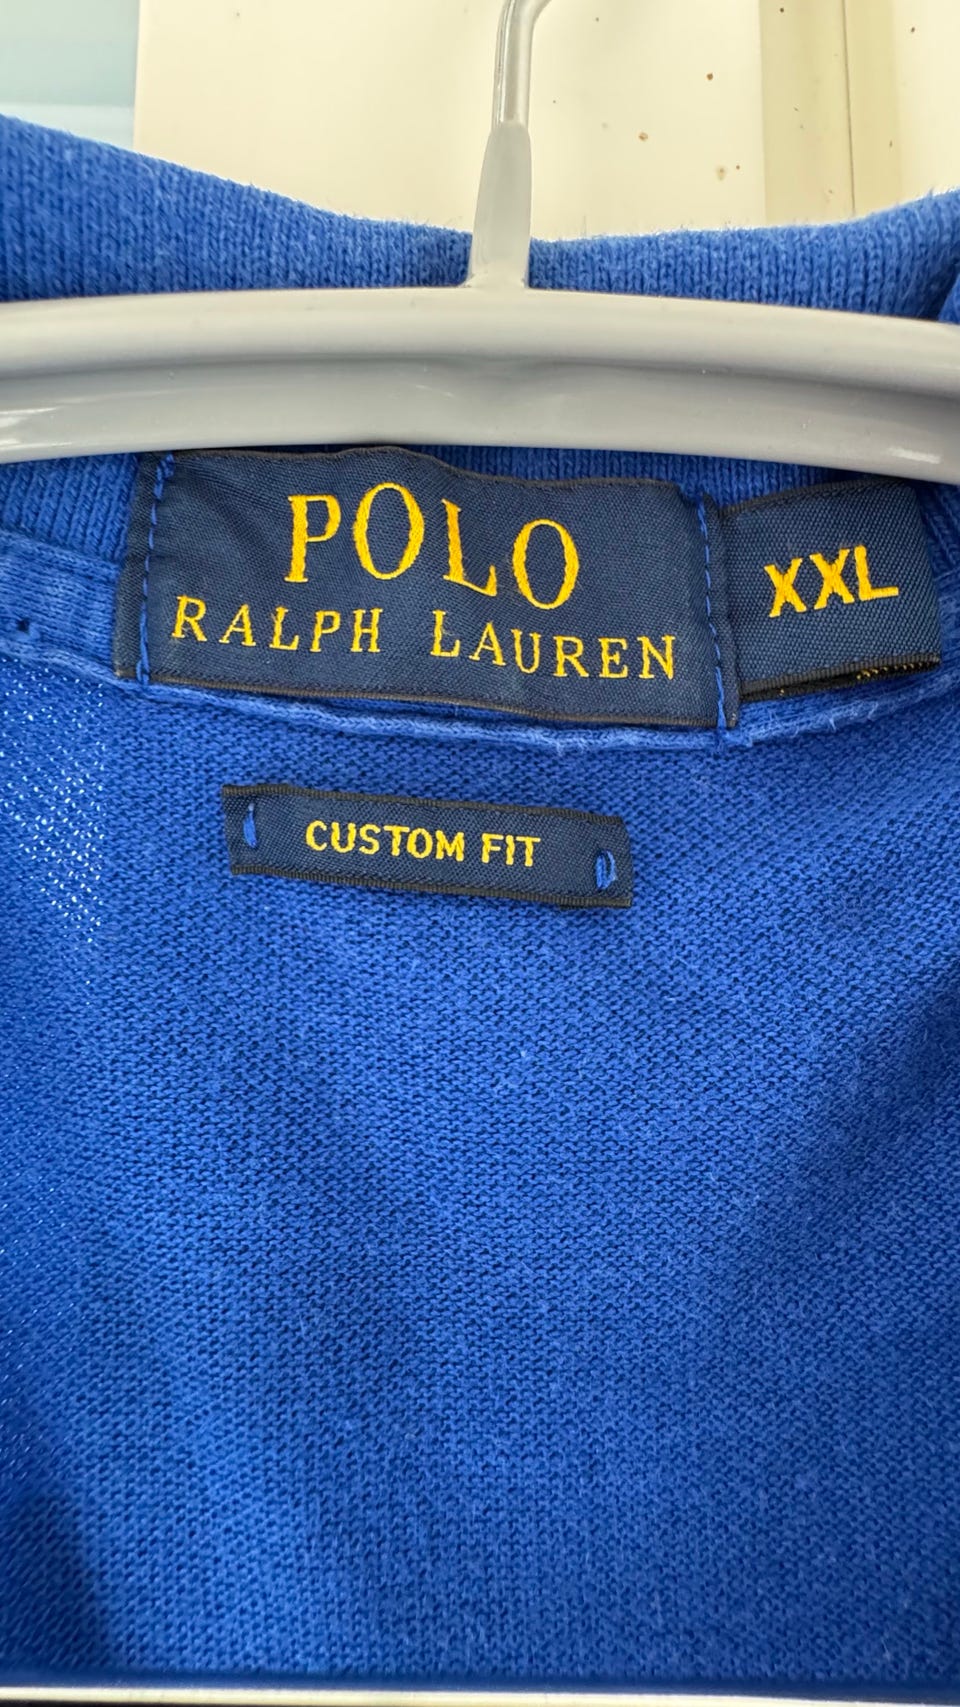 POLO
RALPH LAUREN
XXL
CUSTOM FIT